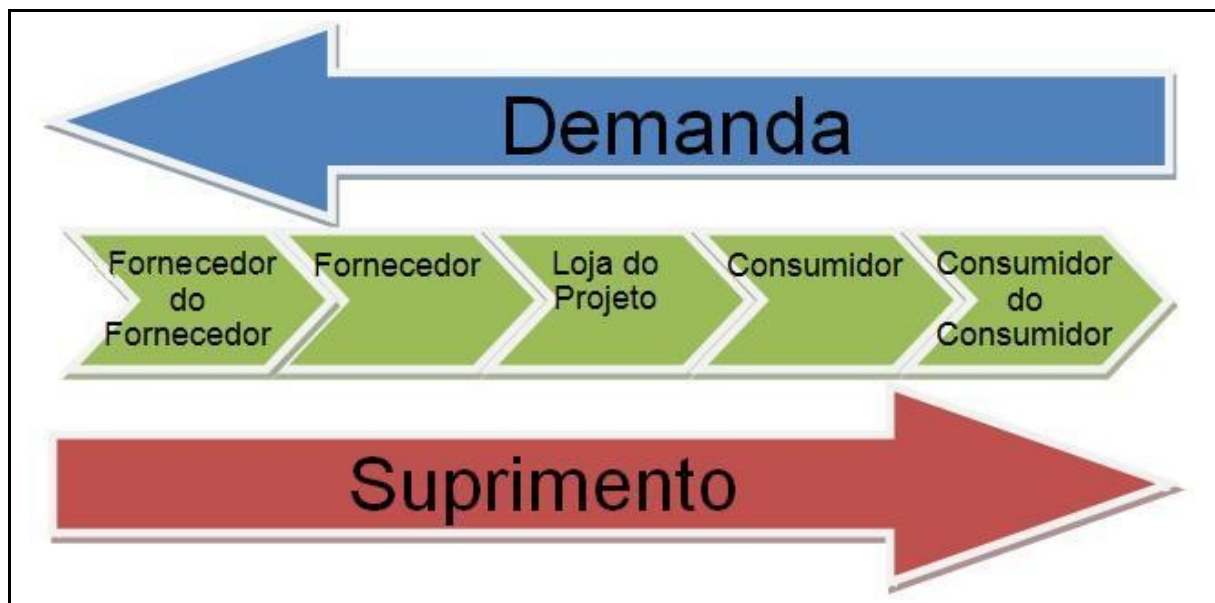 Demanda
Fornecedor
do
Fornecedor
Fornecedor
Loja do
Projeto
Consumidor
Consumidor
do
Consumidor
Suprimento